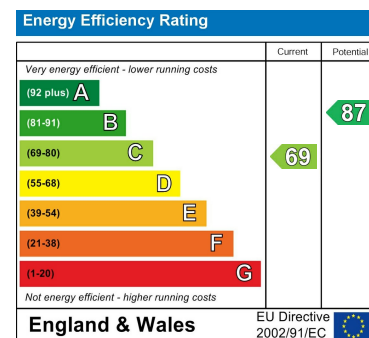 Energy Efficiency Rating
Current Potential
Very energy efficient - lower running costs
(92 plus) A
(81-91) B
87
(69-80) C
69
(55-68) D
(39-54) E
(21-38) F
(1-20) G
Not energy efficient - higher running costs
England & Wales
EU Directive
2002/91/EC